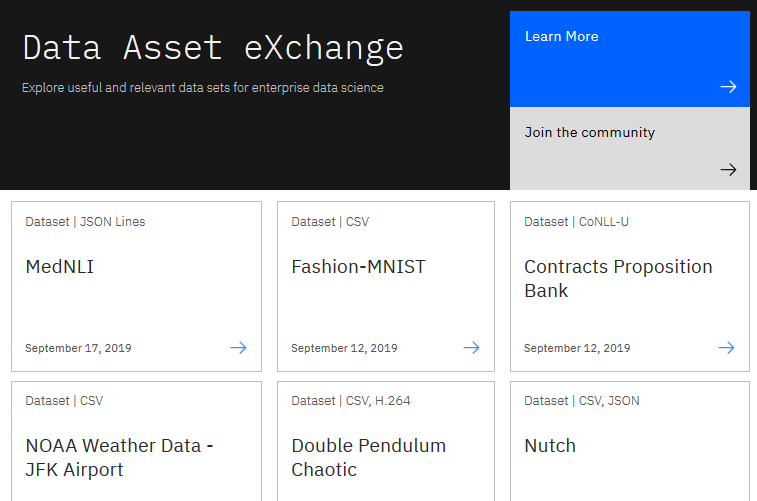 Data Asset eXchange
Explore useful and relevant data sets for enterprise data science
Learn More
Join the community
Dataset | JSON Lines
MedNLI
September 17, 2019
Dataset | CSV
Fashion-MNIST
September 12, 2019
Dataset | CoNLL-U
Contracts Proposition
Bank
September 12, 2019
Dataset | CSV
NOAA Weather Data -
JFK Airport
Dataset | CSV, H.264
Double Pendulum
Chaotic
Dataset | CSV, JSON
Nutch